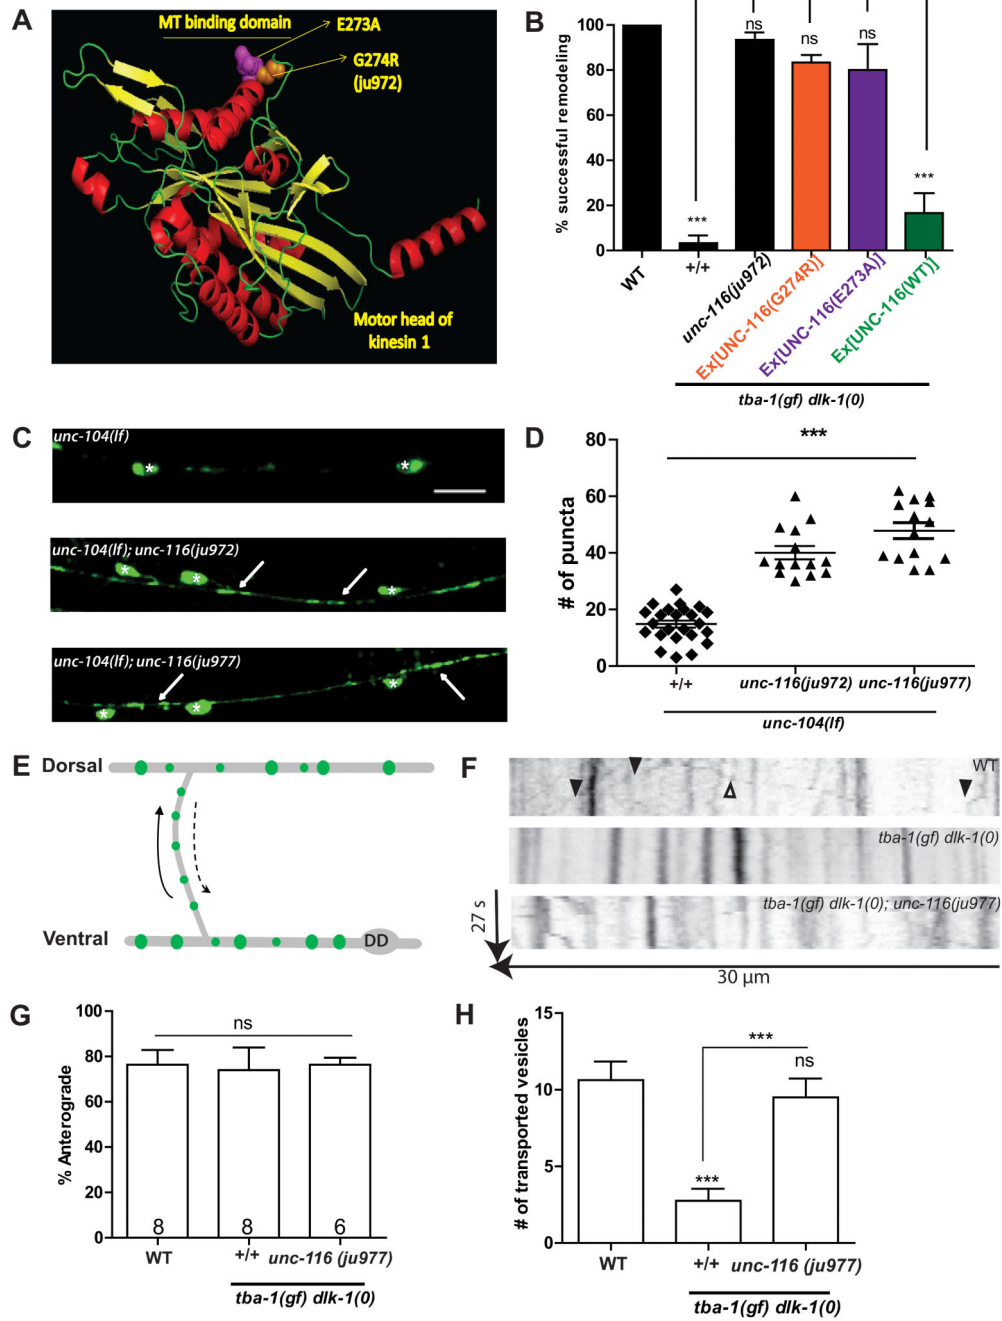 A
MT binding domain
E273A
G274R
(ju972)
Motor head of
kinesin 1
B
% successful remodeling
100
80
60
40
20
0
***
ns
ns
ns
***
WT
+/+
unc-116(ju972)
Ex[UNC-116(G274R)]
Ex[UNC-116(E273A)]
Ex[UNC-116(WT)]
tba-1(gf) dlk-1(0)
C
unc-104(lf)
* *
unc-104(lf); unc-116(ju972)
* * *
unc-104(lf); unc-116(ju977)
* * *
D
# of puncta
80
60
40
20
0
***
+/+
unc-116(ju972)
unc-116(ju977)
unc-104(lf)
E
Dorsal
Ventral
DD
F
WT
tba-1(gf) dlk-1(0)
tba-1(gf) dlk-1(0); unc-116(ju977)
27 s
30 µm
G
% Anterograde
100
80
60
40
20
0
ns
8
8
6
WT
+/+
unc-116 (ju977)
tba-1(gf) dlk-1(0)
H
# of transported vesicles
15
10
5
0
***
***
ns
WT
+/+
unc-116 (ju977)
tba-1(gf) dlk-1(0)